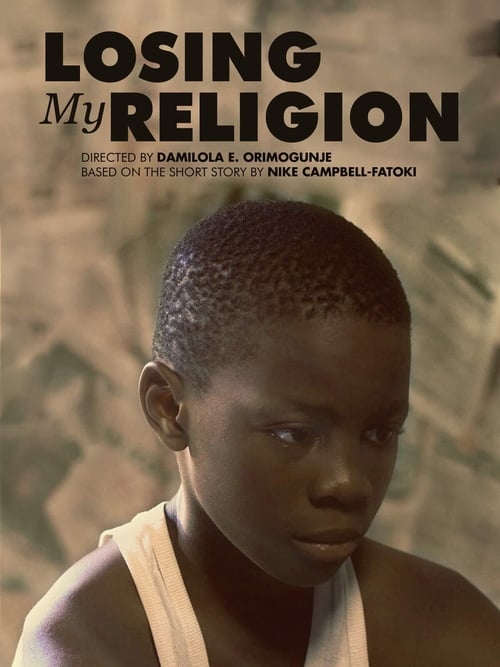 LOSING
My RELIGION
DIRECTED BY DAMILOLA E. ORIMOGUNJE
BASED ON THE SHORT STORY BY NIKE CAMPBELL-FATOKI